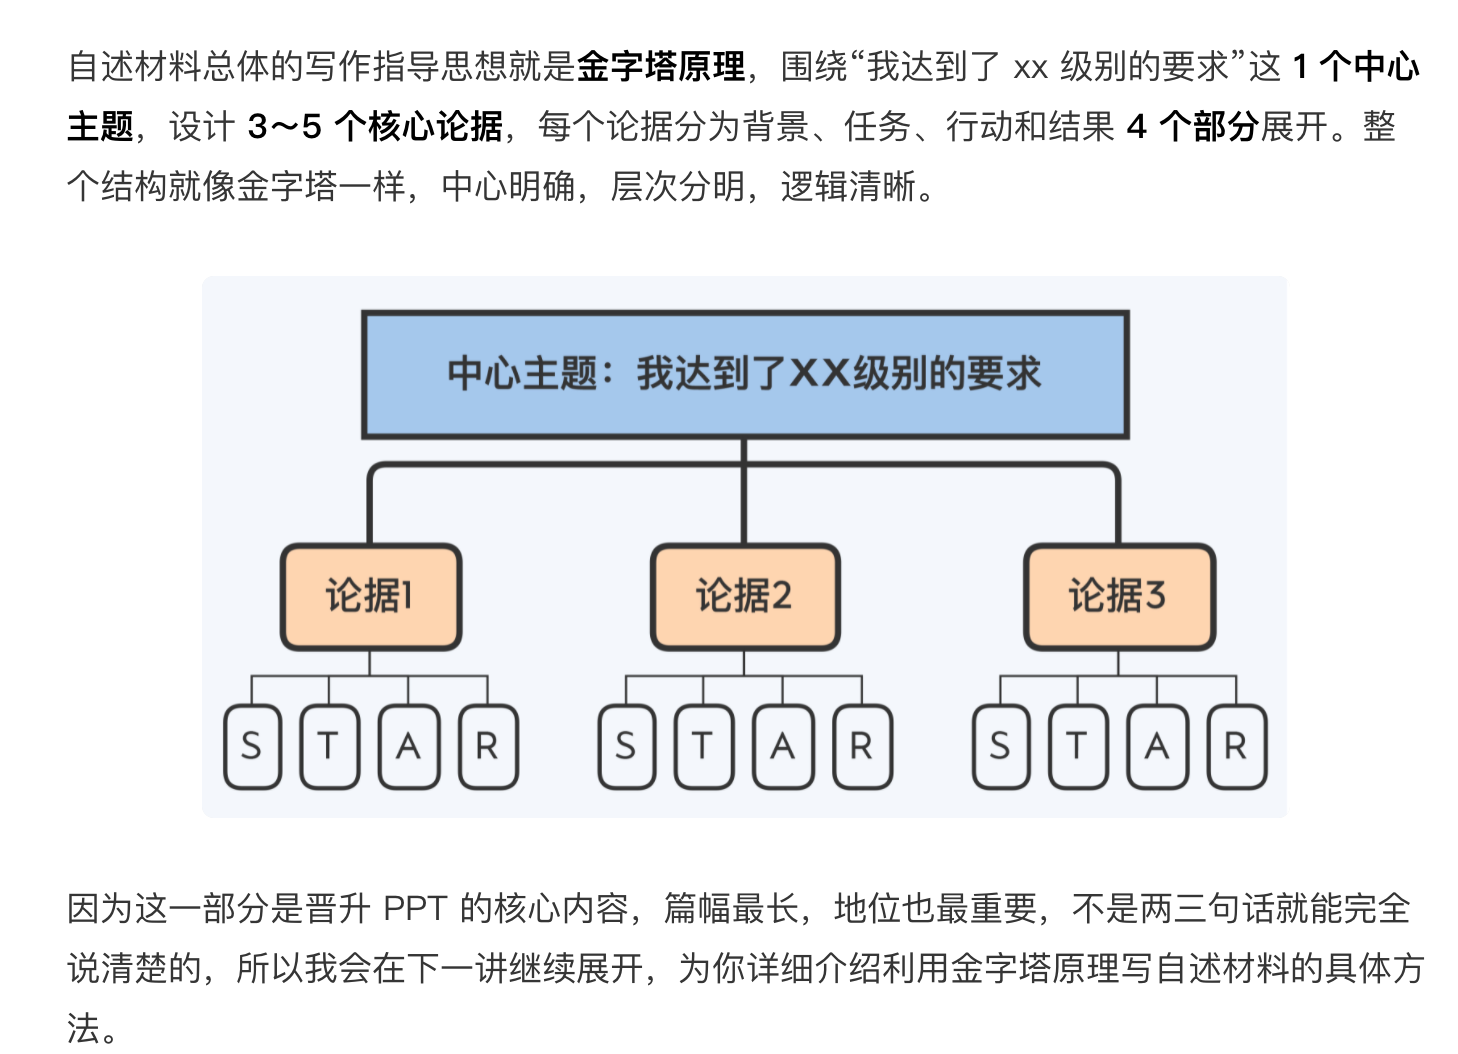 自述材料总体的写作指导思想就是金字塔原理，围绕“我达到了 xx 级别的要求”这 1 个中心
主题，设计 3～5 个核心论据，每个论据分为背景、任务、行动和结果 4 个部分展开。整
个结构就像金字塔一样，中心明确，层次分明，逻辑清晰。
中心主题：我达到了XX级别的要求
论据1
论据2
论据3
S T A R
S T A R
S T A R
因为这一部分是晋升 PPT 的核心内容，篇幅最长，地位也最重要，不是两三句话就能完全
说清楚的，所以我会在下一讲继续展开，为你详细介绍利用金字塔原理写自述材料的具体方
法。